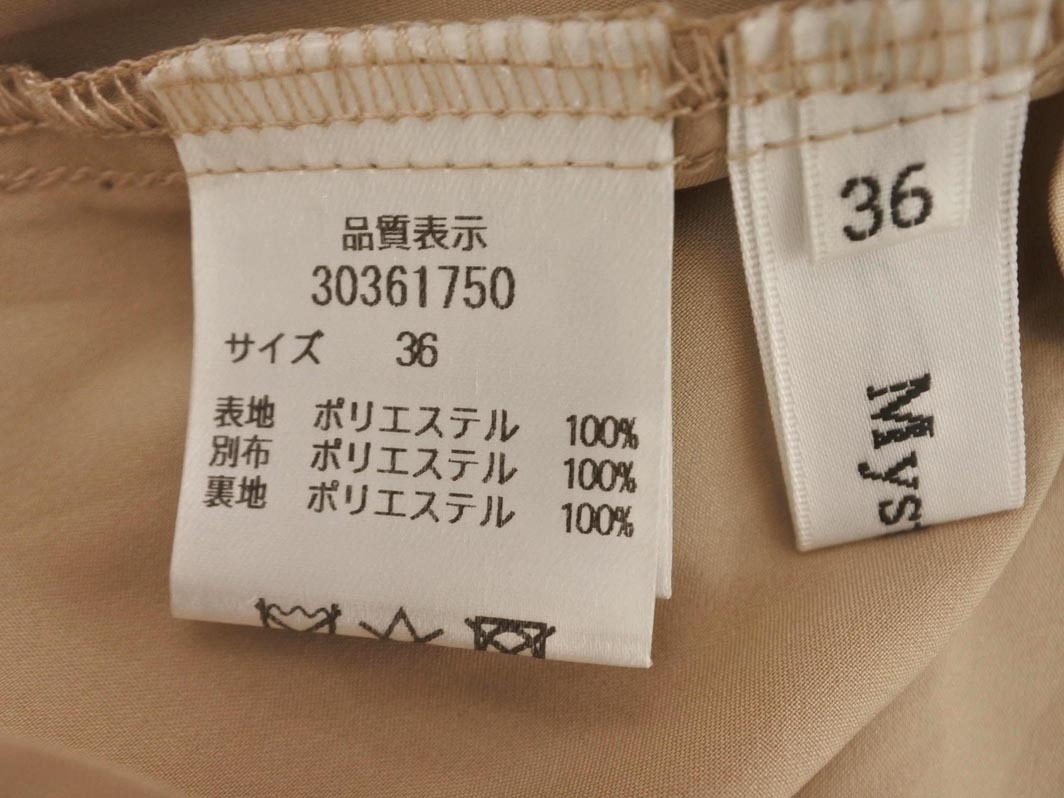 品質表示
30361750
サイズ 36
表地 ポリエステル 100%
別布 ポリエステル 100%
裏地 ポリエステル 100%
36
Mys